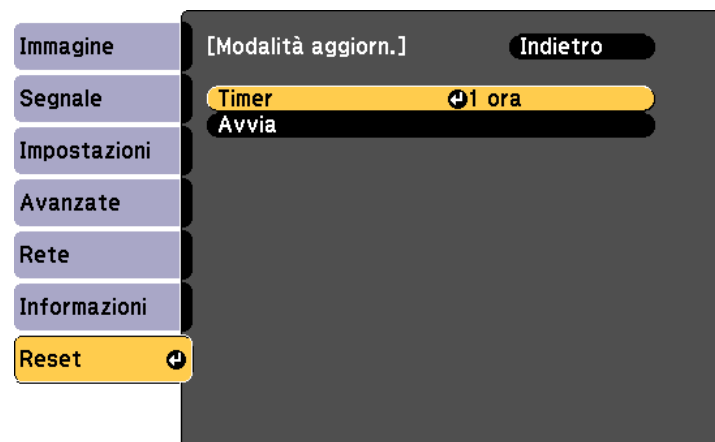 Immagine
Segnale
Impostazioni
Avanzate
Rete
Informazioni
Reset
[Modalità aggiorn.] Indietro
Timer 1 ora
Avvia